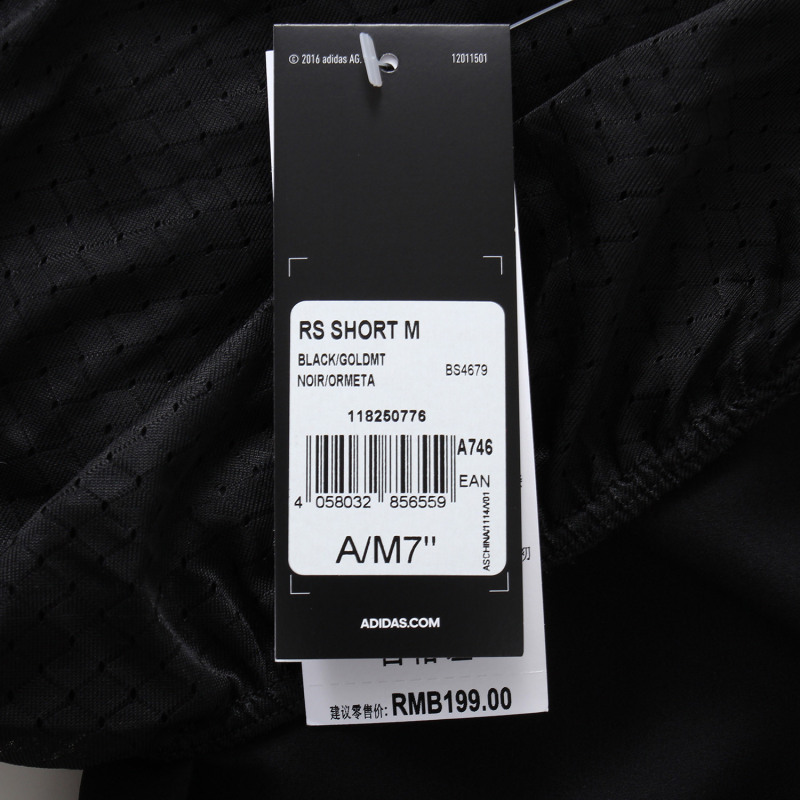 © 2016 adidas AG. 12011501
RS SHORT M
BLACK/GOLDMT
NOIR/ORMETA BS4679
118250776
A746
EAN
4 058032 856559
A/M7"
ASCHINA/1114/V01
ADIDAS.COM
建议零售价: RMB199.00